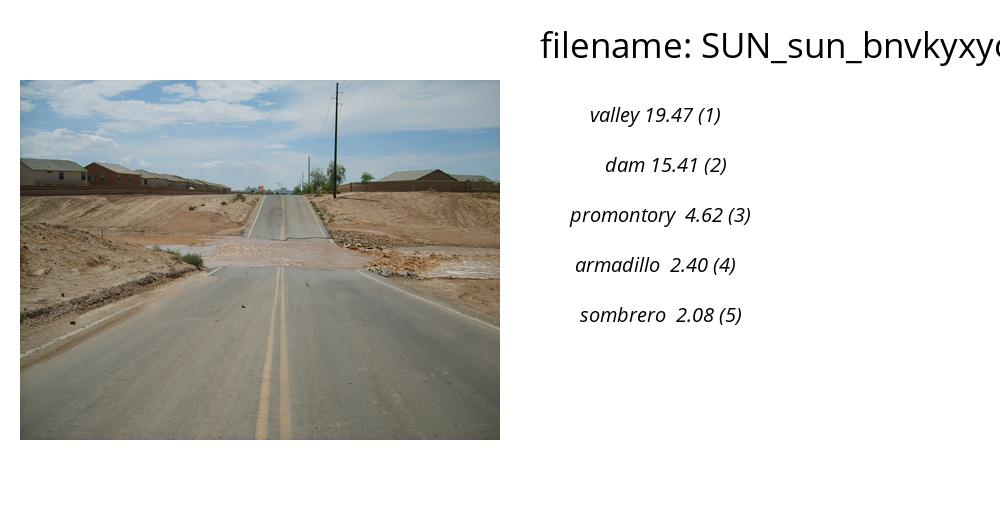 filename: SUN_sun_bnvkyxy
valley 19.47 (1)
dam 15.41 (2)
promontory 4.62 (3)
armadillo 2.40 (4)
sombrero 2.08 (5)